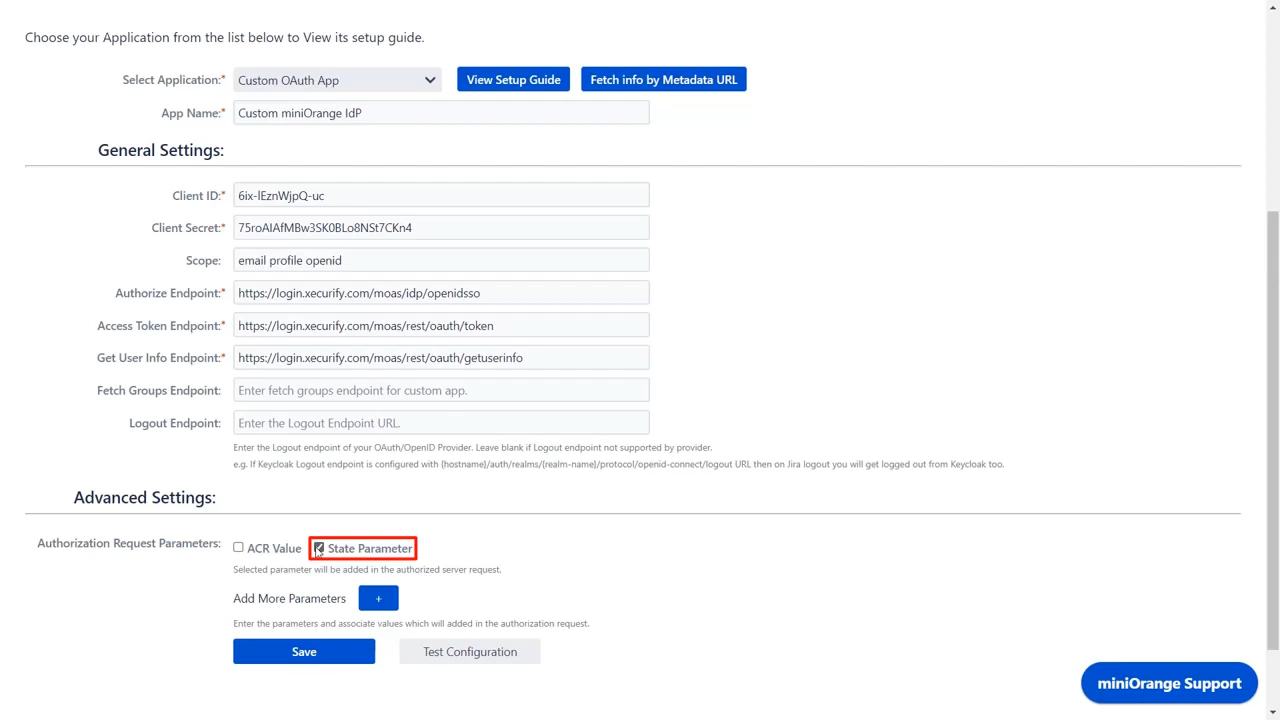 Choose your Application from the list below to View its setup guide.
Select Application:* Custom OAuth App View Setup Guide Fetch info by Metadata URL
App Name:* Custom miniOrange IdP
General Settings:
Client ID:* 6ix-lEznWjpQ-uc
Client Secret:* 75roAIAfMBw3SK0BLo8NSt7CKn4
Scope: email profile openid
Authorize Endpoint:* https://login.xecurify.com/moas/idp/openidsso
Access Token Endpoint:* https://login.xecurify.com/moas/rest/oauth/token
Get User Info Endpoint:* https://login.xecurify.com/moas/rest/oauth/getuserinfo
Fetch Groups Endpoint: Enter fetch groups endpoint for custom app.
Logout Endpoint: Enter the Logout Endpoint URL.
Enter the Logout endpoint of your OAuth/OpenID Provider. Leave blank if Logout endpoint not supported by provider.
e.g. If Keycloak Logout endpoint is configured with {hostname}/auth/realms/{realm-name}/protocol/openid-connect/logout URL then on Jira logout you will get logged out from Keycloak too.
Advanced Settings:
Authorization Request Parameters: ACR Value State Parameter
Selected parameter will be added in the authorized server request.
Add More Parameters +
Enter the parameters and associate values which will added in the authorization request.
Save Test Configuration
miniOrange Support